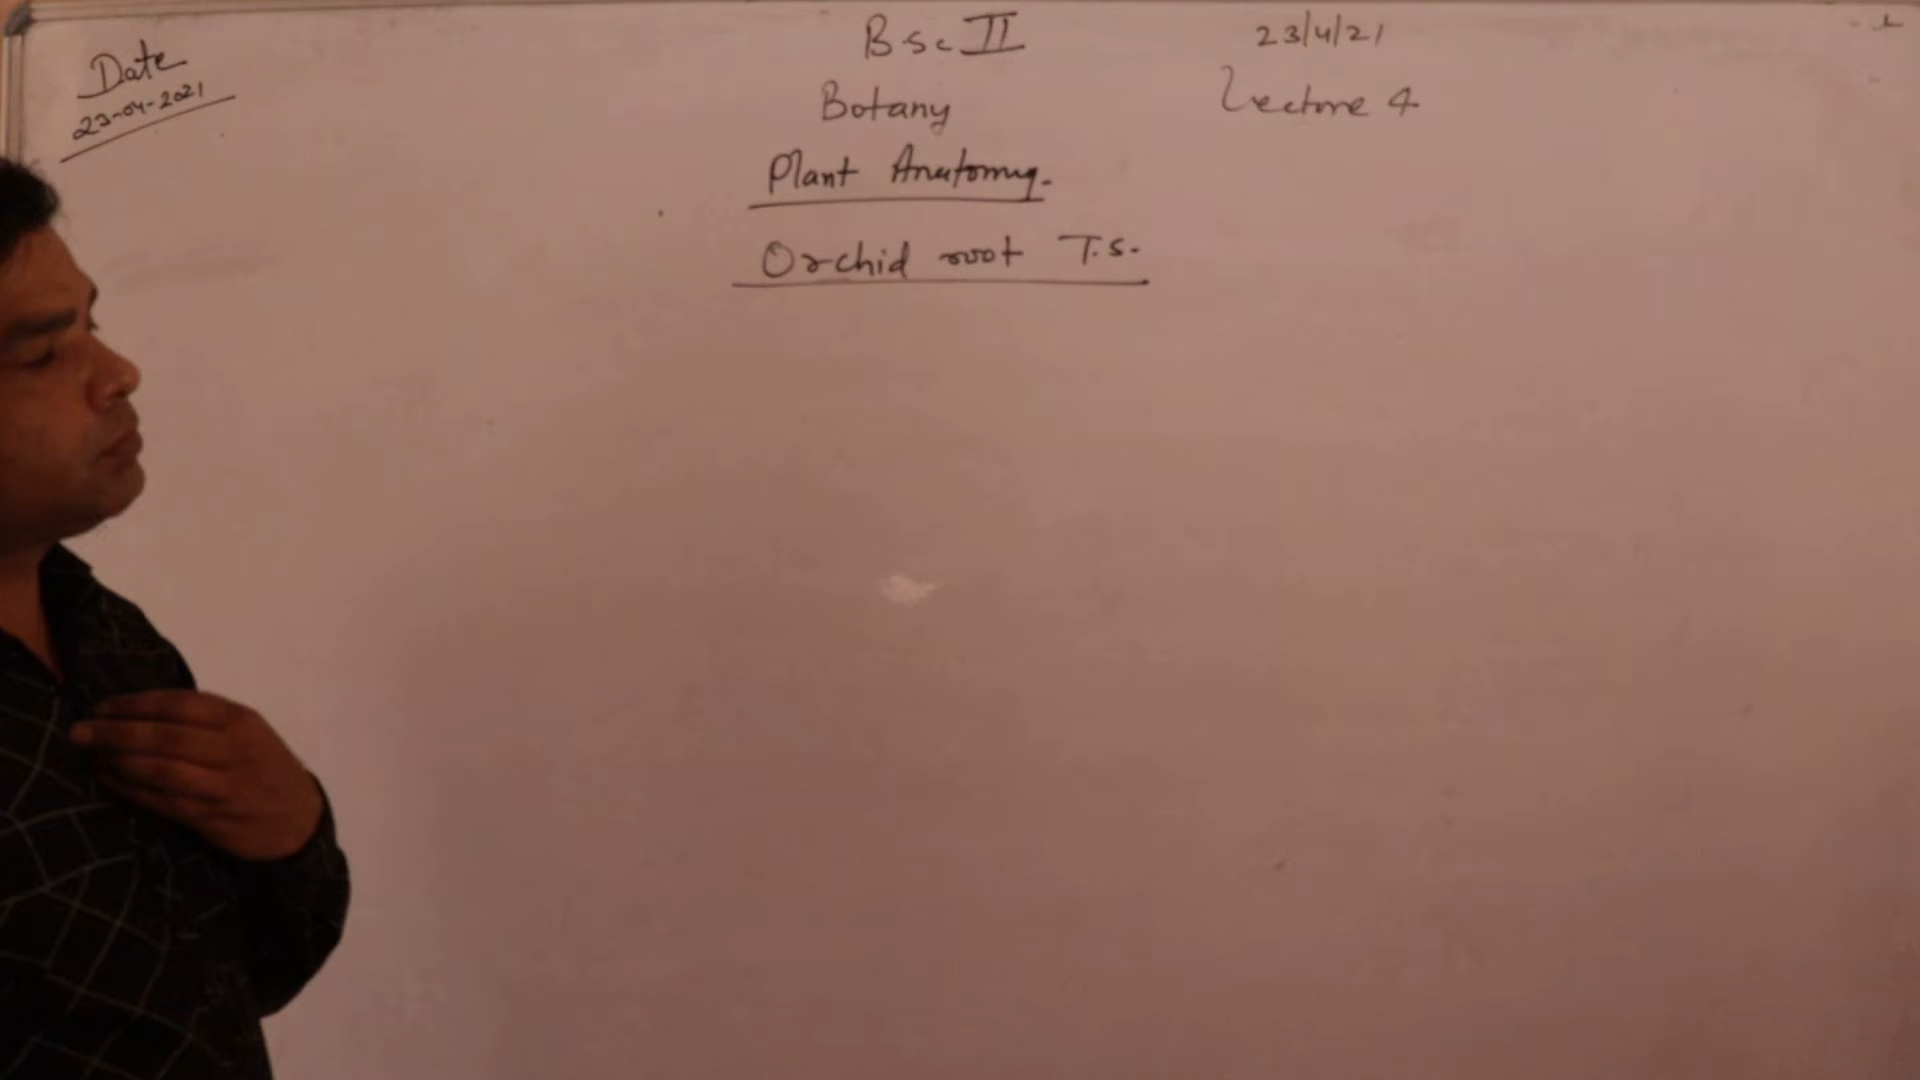 Date
23-04-2021
BSc II
Botany
Plant Anatomy.
Orchid root T.S.
23/4/21
Lecture 4